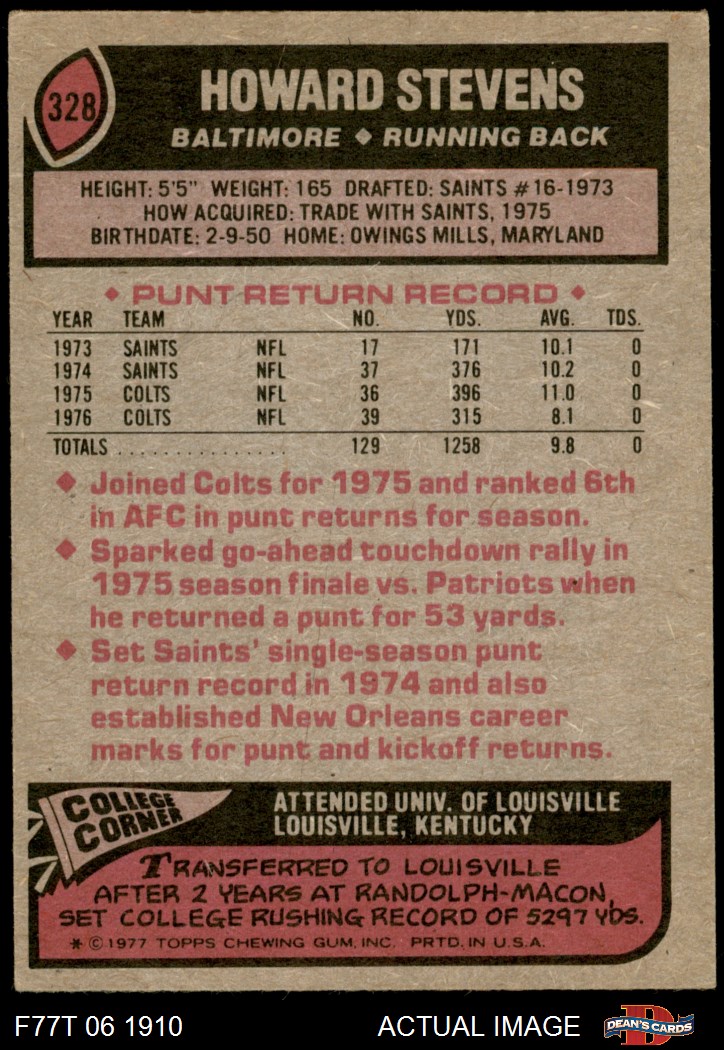 328
HOWARD STEVENS
BALTIMORE ◆ RUNNING BACK
HEIGHT: 5'5" WEIGHT: 165 DRAFTED: SAINTS #16-1973
HOW ACQUIRED: TRADE WITH SAINTS, 1975
BIRTHDATE: 2-9-50 HOME: OWINGS MILLS, MARYLAND
◆ PUNT RETURN RECORD ◆
YEAR TEAM NO. YDS. AVG. TDS.
1973 SAINTS NFL 17 171 10.1 0
1974 SAINTS NFL 37 376 10.2 0
1975 COLTS NFL 36 396 11.0 0
1976 COLTS NFL 39 315 8.1 0
TOTALS . . . . . . . . . . . . . . . . 129 1258 9.8 0
◆ Joined Colts for 1975 and ranked 6th
in AFC in punt returns for season.
◆ Sparked go-ahead touchdown rally in
1975 season finale vs. Patriots when
he returned a punt for 53 yards.
◆ Set Saints' single-season punt
return record in 1974 and also
established New Orleans career
marks for punt and kickoff returns.
COLLEGE
CORNER
ATTENDED UNIV. OF LOUISVILLE
LOUISVILLE, KENTUCKY
TRANSFERRED TO LOUISVILLE
AFTER 2 YEARS AT RANDOLPH-MACON,
SET COLLEGE RUSHING RECORD OF 5297 YDS.
* © 1977 TOPPS CHEWING GUM, INC. PRTD. IN U.S.A.
F77T 06 1910 ACTUAL IMAGE
D
DEAN'S CARDS